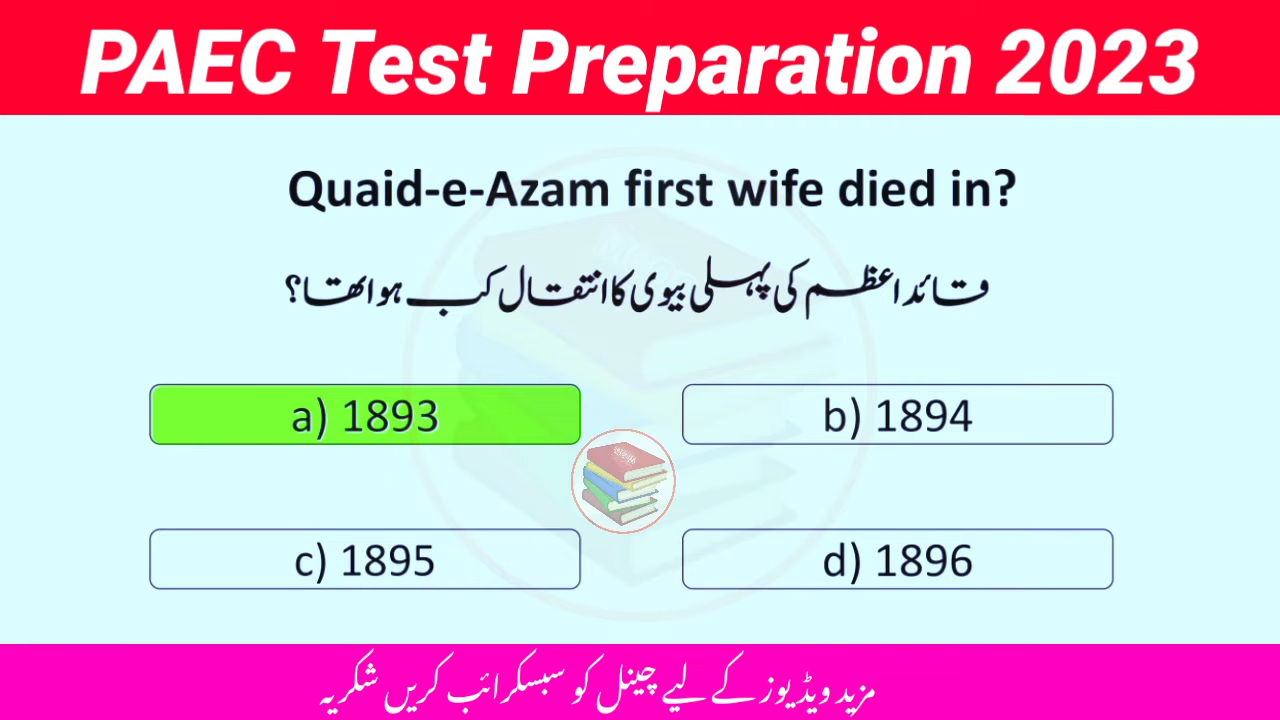 PAEC Test Preparation 2023
Quaid-e-Azam first wife died in?
قائداعظم کی پہلی بیوی کا انتقال کب ہوا تھا؟
a) 1893
b) 1894
c) 1895
d) 1896
مزید ویڈیوز کے لیے چینل کو سبسکرائب کریں شکریہ